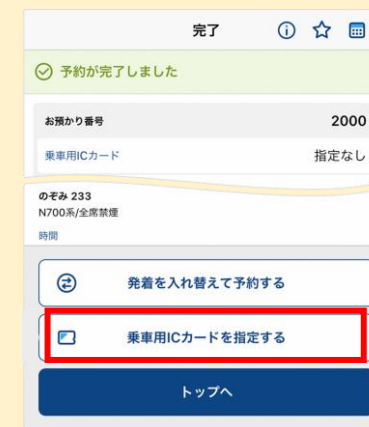 完了
予約が完了しました
お預かり番号 2000
乗車用ICカード 指定なし
のぞみ 233
N700系/全席禁煙
時間
発着を入れ替えて予約する
乗車用ICカードを指定する
トップへ